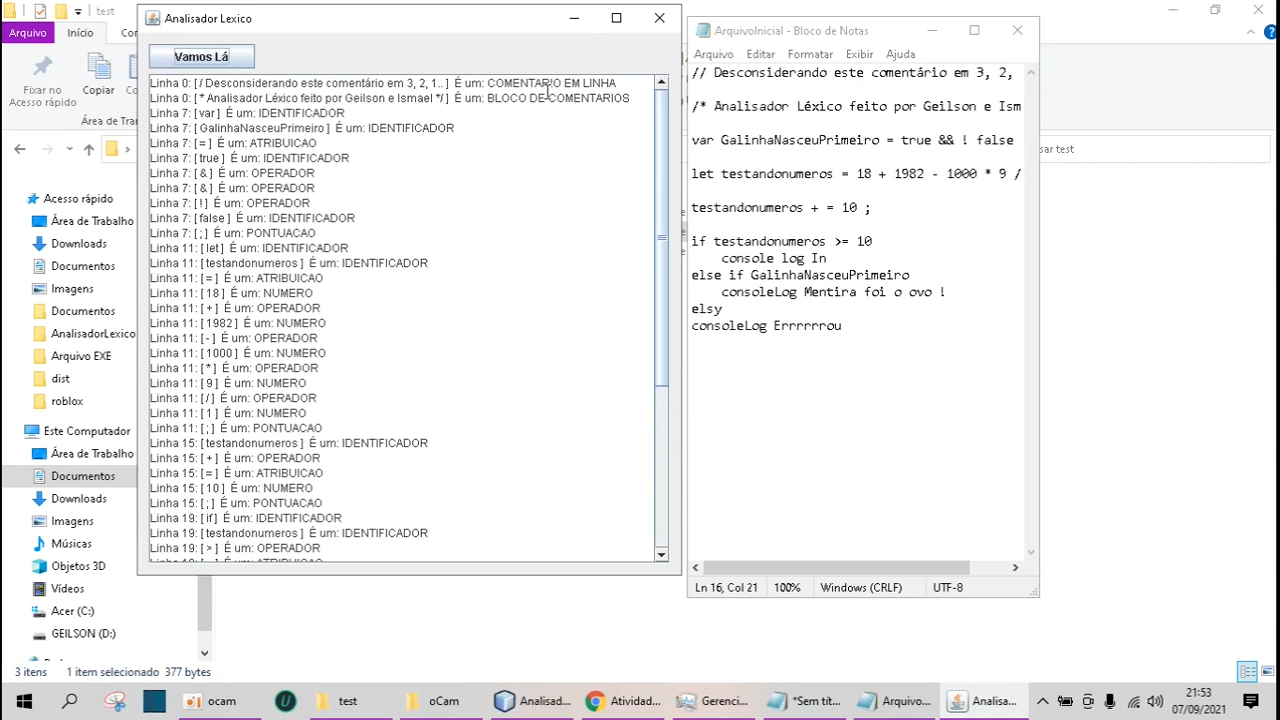 test
Arquivo
Início
Fixar no
Acesso rápido
Copiar
Acesso rápido
Área de Trabalho
Downloads
Documentos
Imagens
Documentos
AnalisadorLexico
Arquivo EXE
dist
roblox
Este Computador
Área de Trabalho
Documentos
Downloads
Imagens
Músicas
Objetos 3D
Vídeos
Acer (C:)
GEILSON (D:)
3 itens
1 item selecionado 377 bytes
Analisador Lexico
Vamos Lá
Linha 0: [ / Desconsiderando este comentário em 3, 2, 1.. ] É um: COMENTARIO EM LINHA
Linha 0: [ * Analisador Léxico feito por Geilson e Ismael */ ] É um: BLOCO DE COMENTARIOS
Linha 7: [ var ] É um: IDENTIFICADOR
Linha 7: [ GalinhaNasceuPrimeiro ] É um: IDENTIFICADOR
Linha 7: [ = ] É um: ATRIBUICAO
Linha 7: [ true ] É um: IDENTIFICADOR
Linha 7: [ & ] É um: OPERADOR
Linha 7: [ & ] É um: OPERADOR
Linha 7: [ ! ] É um: OPERADOR
Linha 7: [ false ] É um: IDENTIFICADOR
Linha 7: [ ; ] É um: PONTUACAO
Linha 11: [ let ] É um: IDENTIFICADOR
Linha 11: [ testandonumeros ] É um: IDENTIFICADOR
Linha 11: [ = ] É um: ATRIBUICAO
Linha 11: [ 18 ] É um: NUMERO
Linha 11: [ + ] É um: OPERADOR
Linha 11: [ 1982 ] É um: NUMERO
Linha 11: [ - ] É um: OPERADOR
Linha 11: [ 1000 ] É um: NUMERO
Linha 11: [ * ] É um: OPERADOR
Linha 11: [ 9 ] É um: NUMERO
Linha 11: [ / ] É um: OPERADOR
Linha 11: [ 1 ] É um: NUMERO
Linha 11: [ ; ] É um: PONTUACAO
Linha 15: [ testandonumeros ] É um: IDENTIFICADOR
Linha 15: [ + ] É um: OPERADOR
Linha 15: [ = ] É um: ATRIBUICAO
Linha 15: [ 10 ] É um: NUMERO
Linha 15: [ ; ] É um: PONTUACAO
Linha 19: [ if ] É um: IDENTIFICADOR
Linha 19: [ testandonumeros ] É um: IDENTIFICADOR
Linha 19: [ > ] É um: OPERADOR
ArquivoInicial - Bloco de Notas
Arquivo Editar Formatar Exibir Ajuda
// Desconsiderando este comentário em 3, 2,
/* Analisador Léxico feito por Geilson e Ism
var GalinhaNasceuPrimeiro = true && ! false
let testandonumeros = 18 + 1982 - 1000 * 9 /
testandonumeros + = 10 ;
if testandonumeros >= 10
console log In
else if GalinhaNasceuPrimeiro
consoleLog Mentira foi o ovo !
elsy
consoleLog Errrrrrou
Ln 16, Col 21 100% Windows (CRLF) UTF-8
sar test
ocam
test
oCam
Analisad...
Atividad...
Gerenci...
*Sem tít...
Arquivo...
Analisa...
21:53
07/09/2021